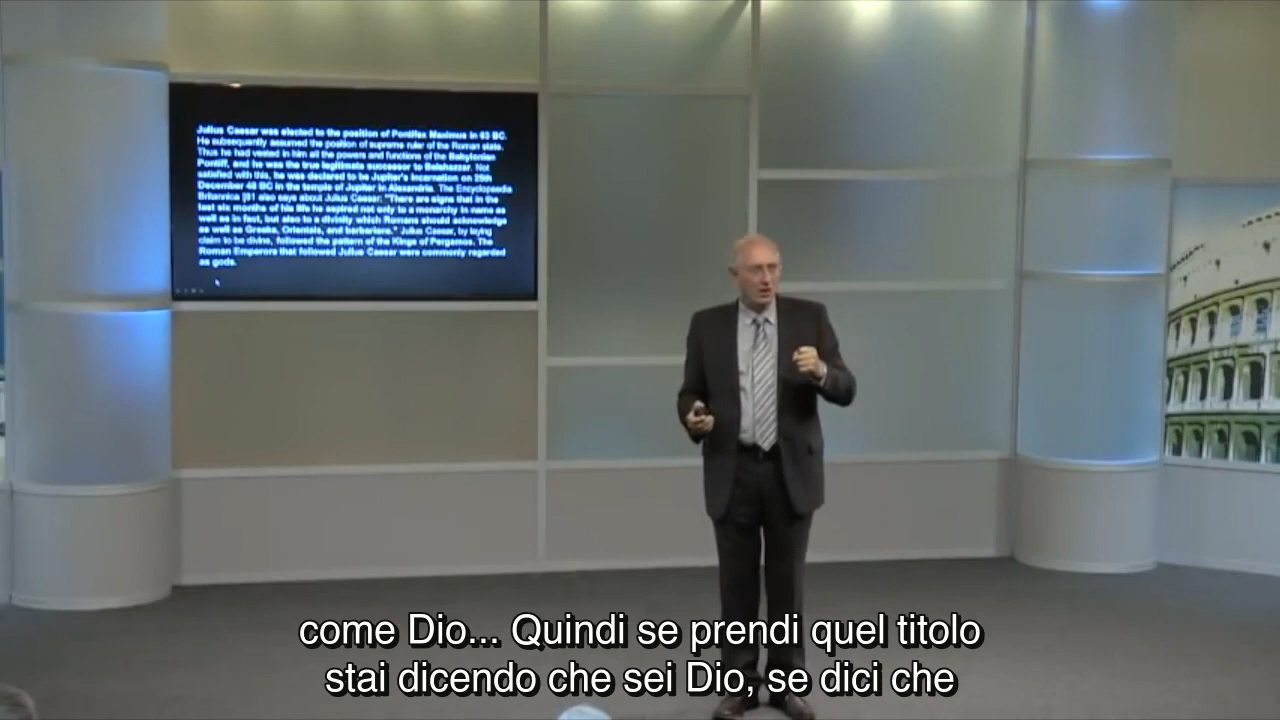 Julius Caesar was elected to the position of Pontifex Maximus in 63 BC.
He subsequently assumed the position of supreme ruler of the Roman state.
Thus he had vested in him all the powers and functions of the Babylonian
Pontiff, and he was the true legitimate successor to Belshazzar. Not
satisfied with this, he was declared to be Jupiter's incarnation on 25th
December 48 BC in the temple of Jupiter in Alexandria. The Encyclopaedia
Britannica [81 also says about Julius Caesar: "There are signs that in the
last six months of his life he aspired not only to a monarchy in name as
well as in fact, but also to a divinity which Romans should acknowledge
as well as Greeks, Orientals, and barbarians." Julius Caesar, by laying
claim to be divine, followed the pattern of the Kings of Pergamos. The
Roman Emperors that followed Julius Caesar were commonly regarded
as gods.
come Dio... Quindi se prendi quel titolo
stai dicendo che sei Dio, se dici che